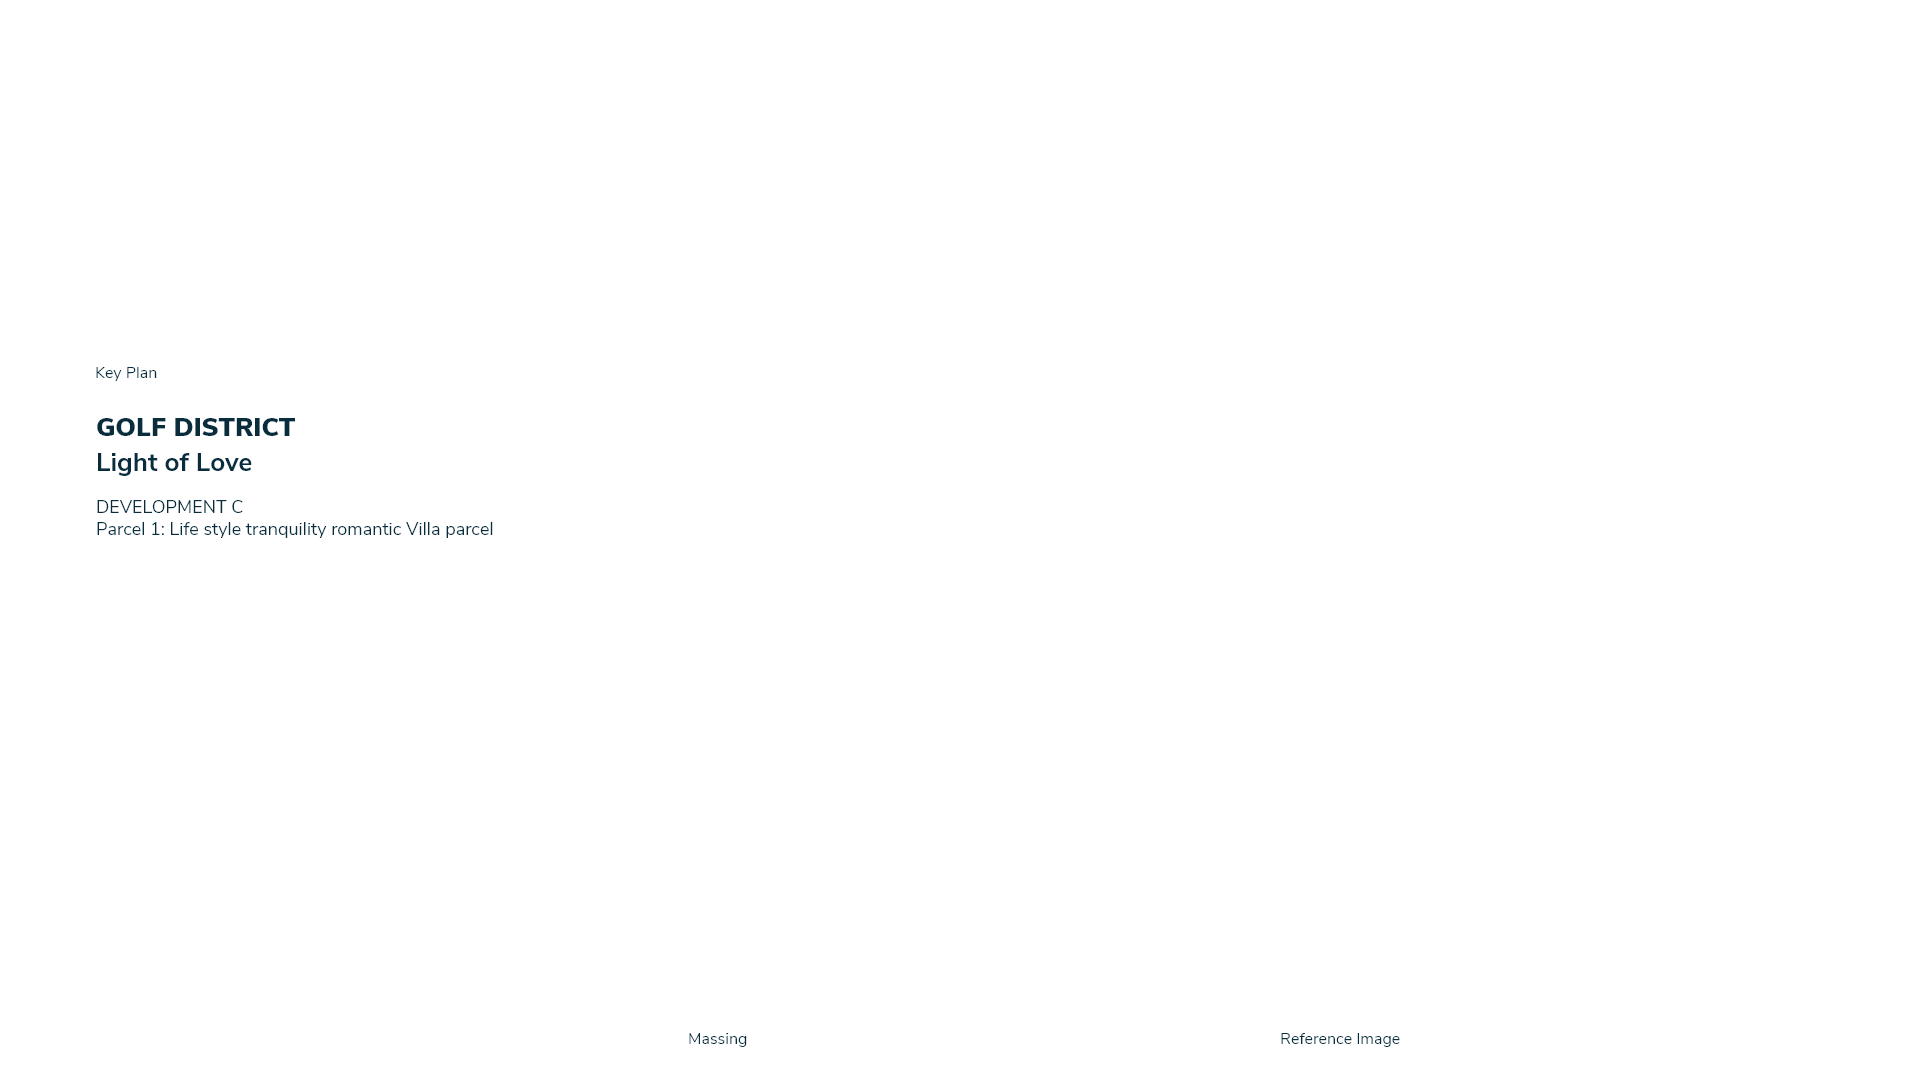 Key Plan
GOLF DISTRICT
Light of Love
DEVELOPMENT C
Parcel 1: Life style tranquility romantic Villa parcel
Massing
Reference Image